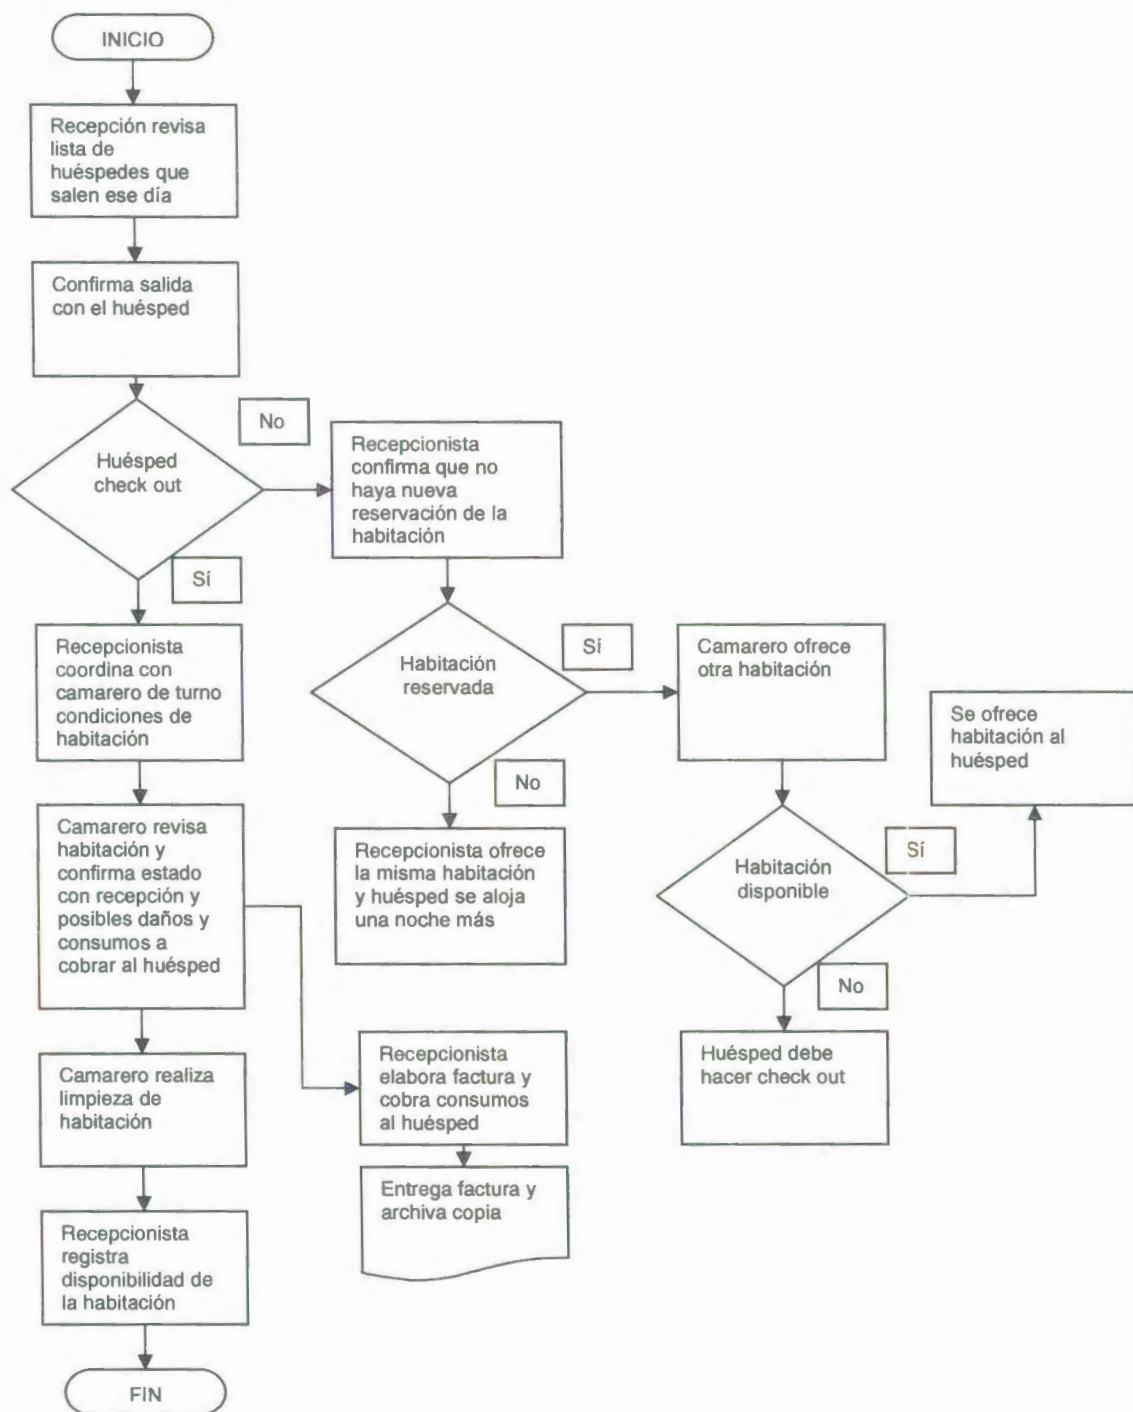 INICIO
Recepción revisa
lista de
huéspedes que
salen ese día
Confirma salida
con el huésped
Huésped
check out
No
Sí
Recepcionista
confirma que no
haya nueva
reservación de la
habitación
Recepcionista
coordina con
camarero de turno
condiciones de
habitación
Habitación
reservada
Sí
No
Camarero ofrece
otra habitación
Se ofrece
habitación al
huésped
Camarero revisa
habitación y
confirma estado
con recepción y
posibles daños y
consumos a
cobrar al huésped
Recepcionista ofrece
la misma habitación
y huésped se aloja
una noche más
Habitación
disponible
Sí
No
Camarero realiza
limpieza de
habitación
Recepcionista
elabora factura y
cobra consumos
al huésped
Huésped debe
hacer check out
Entrega factura y
archiva copia
Recepcionista
registra
disponibilidad de
la habitación
FIN